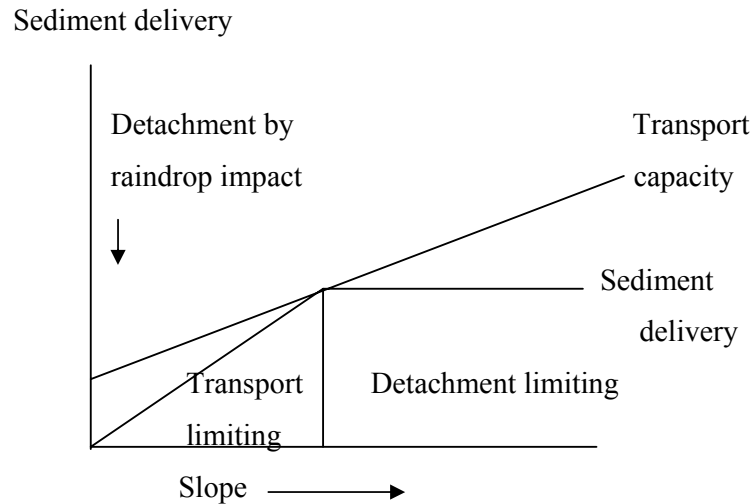 Sediment delivery
Detachment by
raindrop impact
Transport
capacity
Sediment
delivery
Transport
limiting
Detachment limiting
Slope